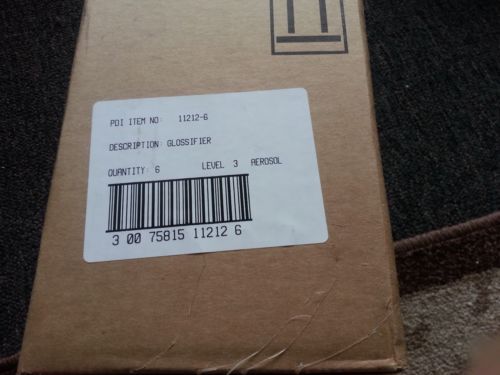 PDI ITEM NO: 11212-6
DESCRIPTION: GLOSSIFIER
QUANTITY: 6 LEVEL 3 AEROSOL
3 00 75815 11212 6